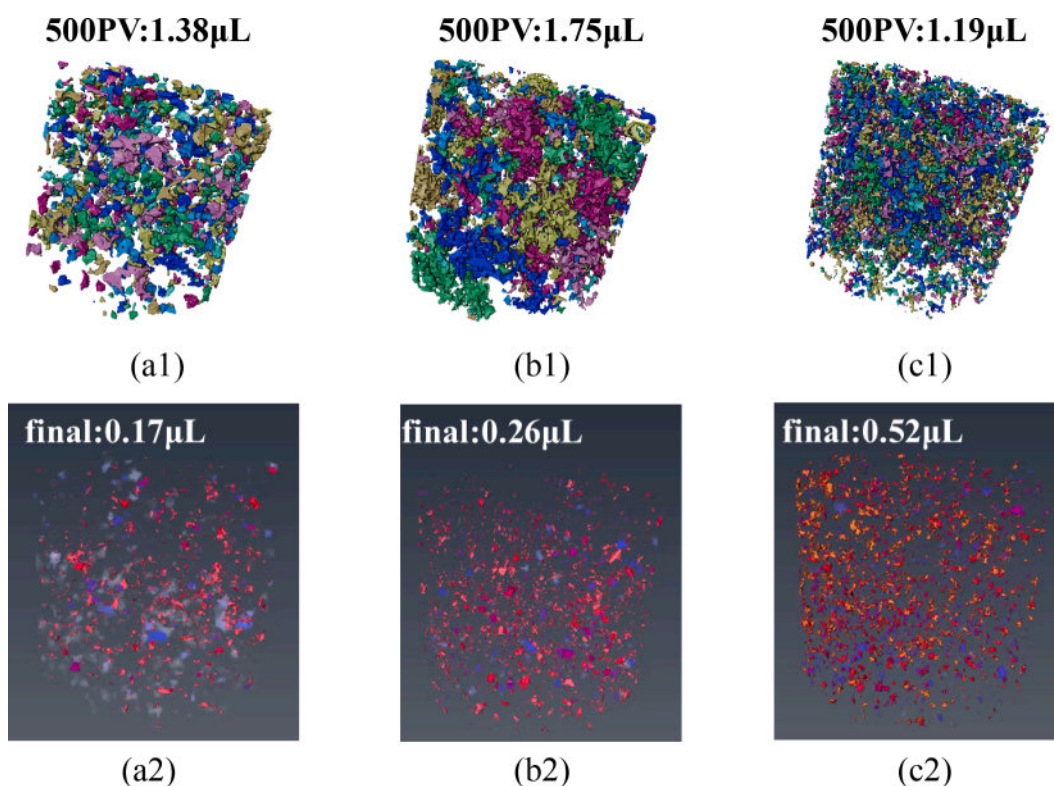 500PV:1.38μL
500PV:1.75μL
500PV:1.19μL
(a1)
(b1)
(c1)
final:0.17μL
final:0.26μL
final:0.52μL
(a2)
(b2)
(c2)